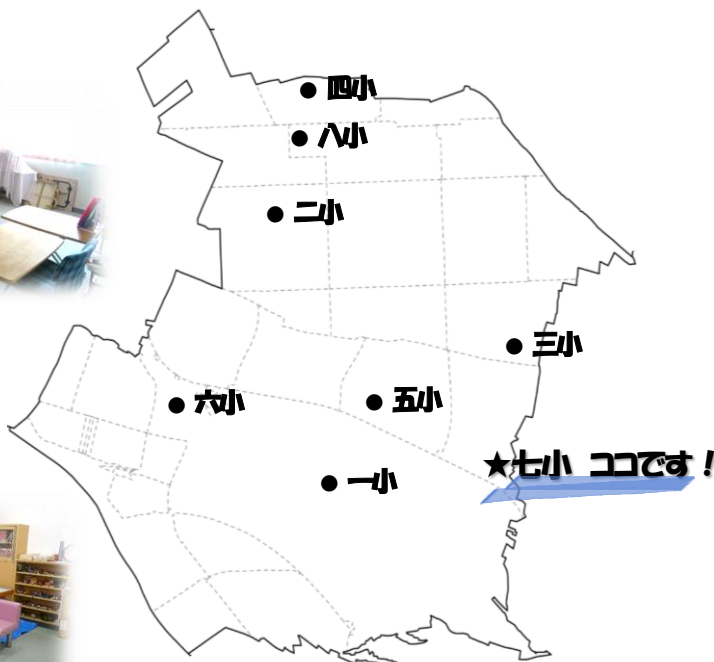 ● 四小
● 八小
● 二小
● 三小
● 六小
● 五小
● 一小
★七小 ココです!